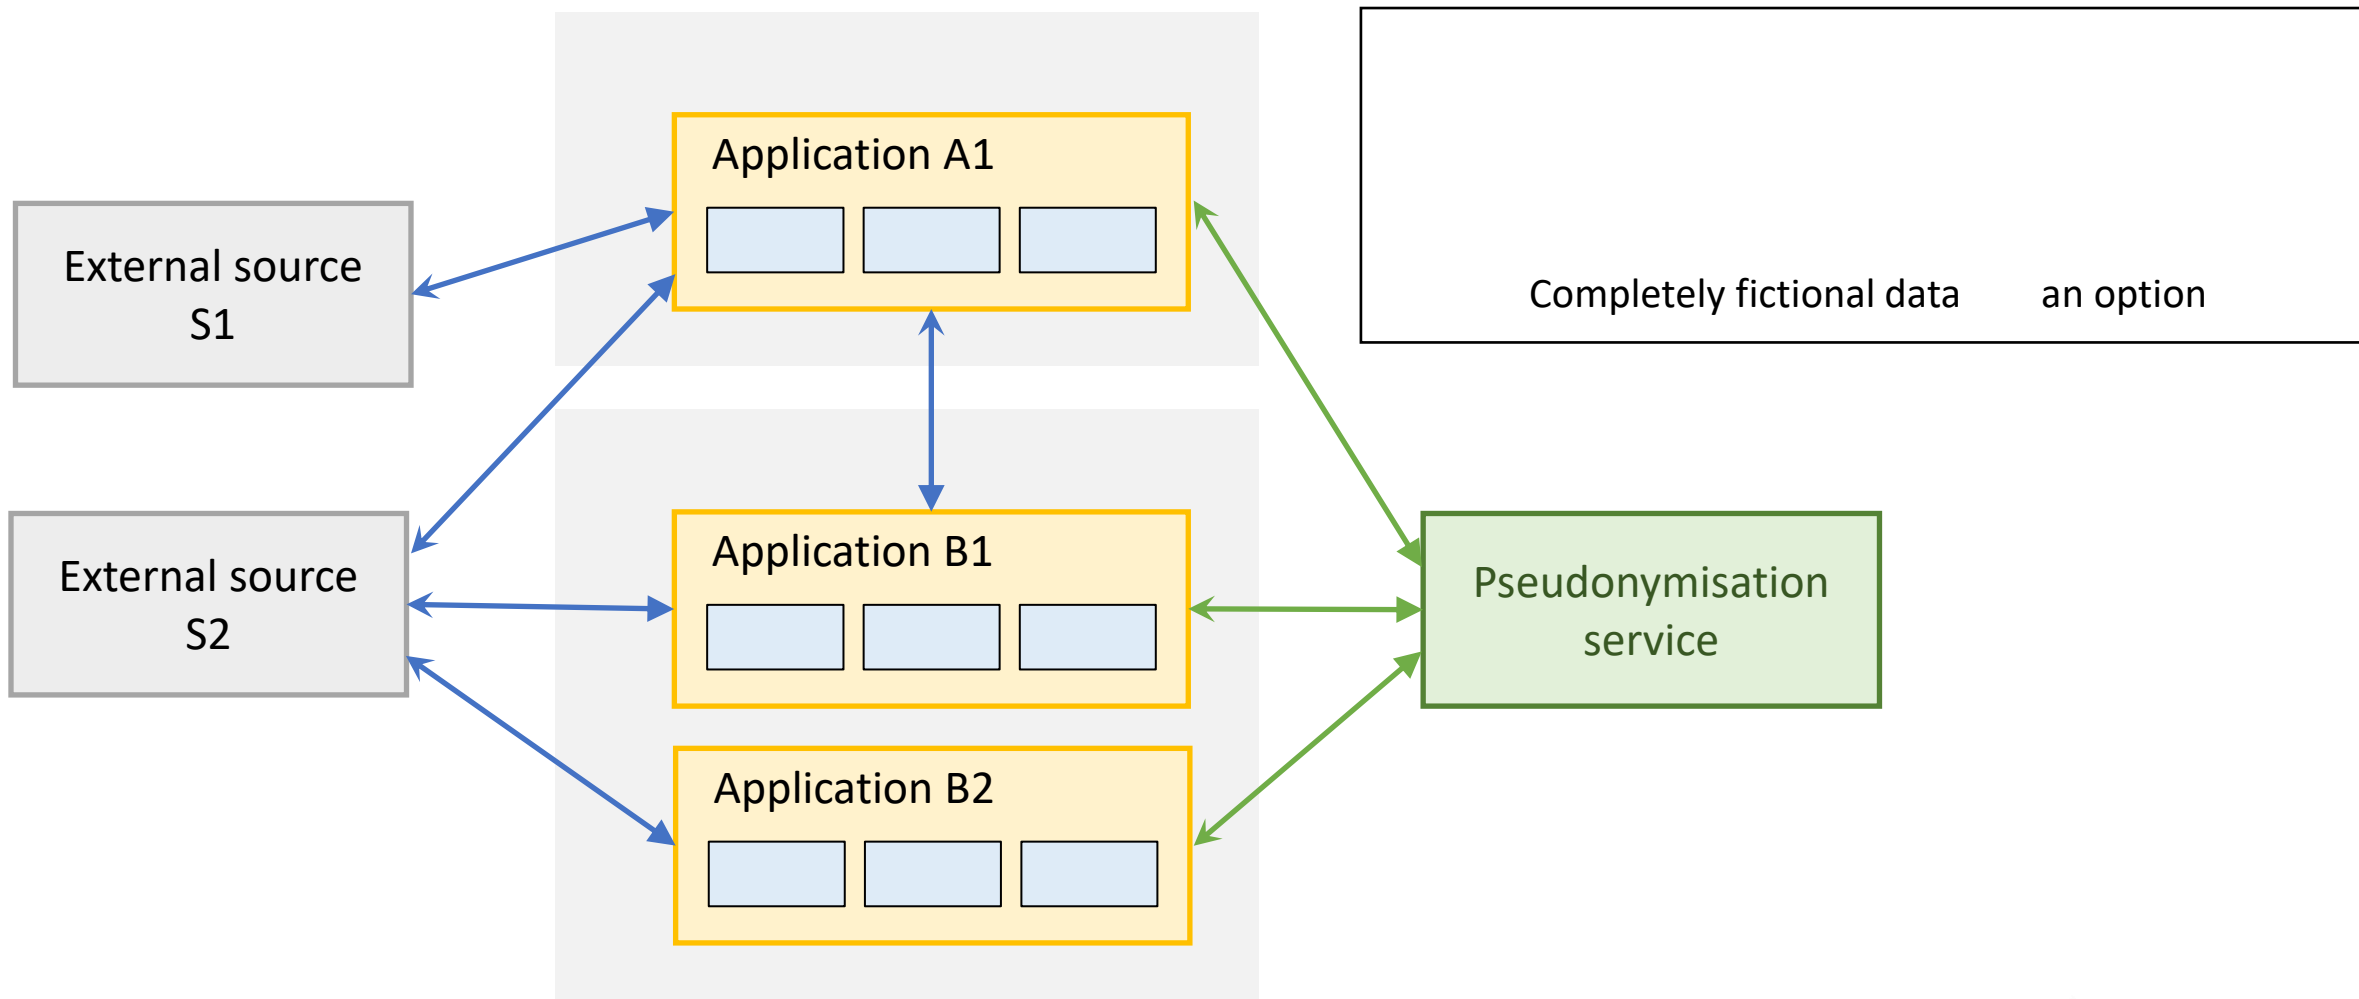 Application A1
External source
S1
Completely fictional data an option
Application B1
External source
S2
Pseudonymisation
service
Application B2